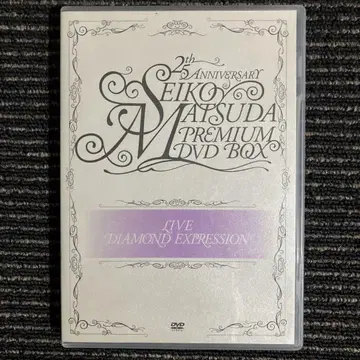 25th
ANNIVERSARY
SEIKO
MATSUDA
PREMIUM
DVD BOX
LIVE
DIAMOND EXPRESSION
DVD